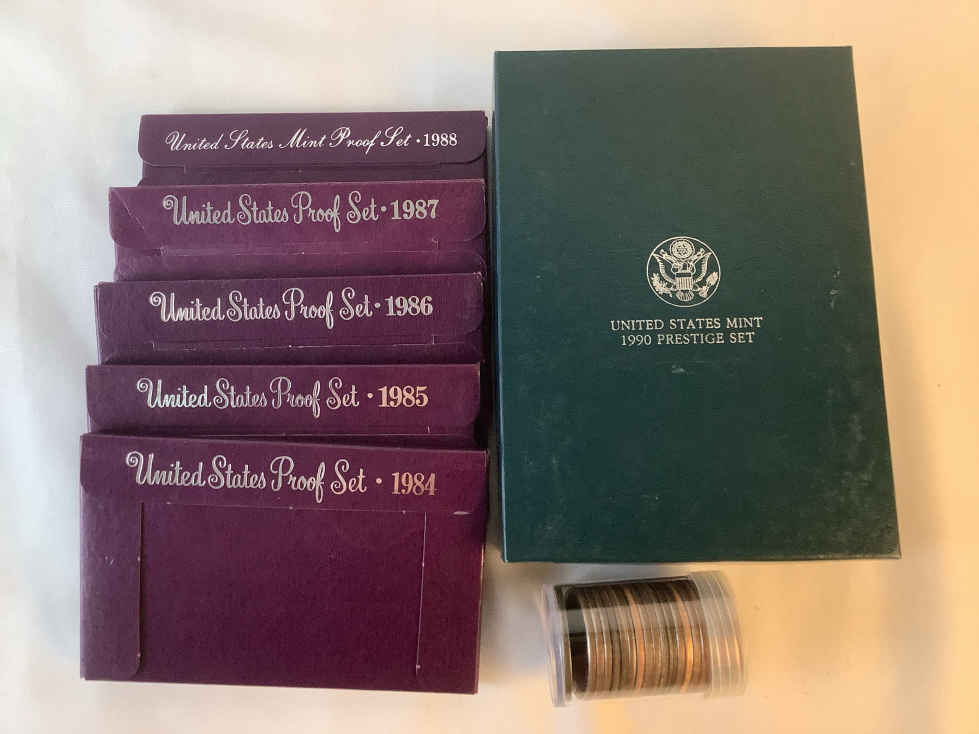 United States Mint Proof Set · 1988
United States Proof Set · 1987
United States Proof Set · 1986
United States Proof Set · 1985
United States Proof Set · 1984
UNITED STATES MINT
1990 PRESTIGE SET